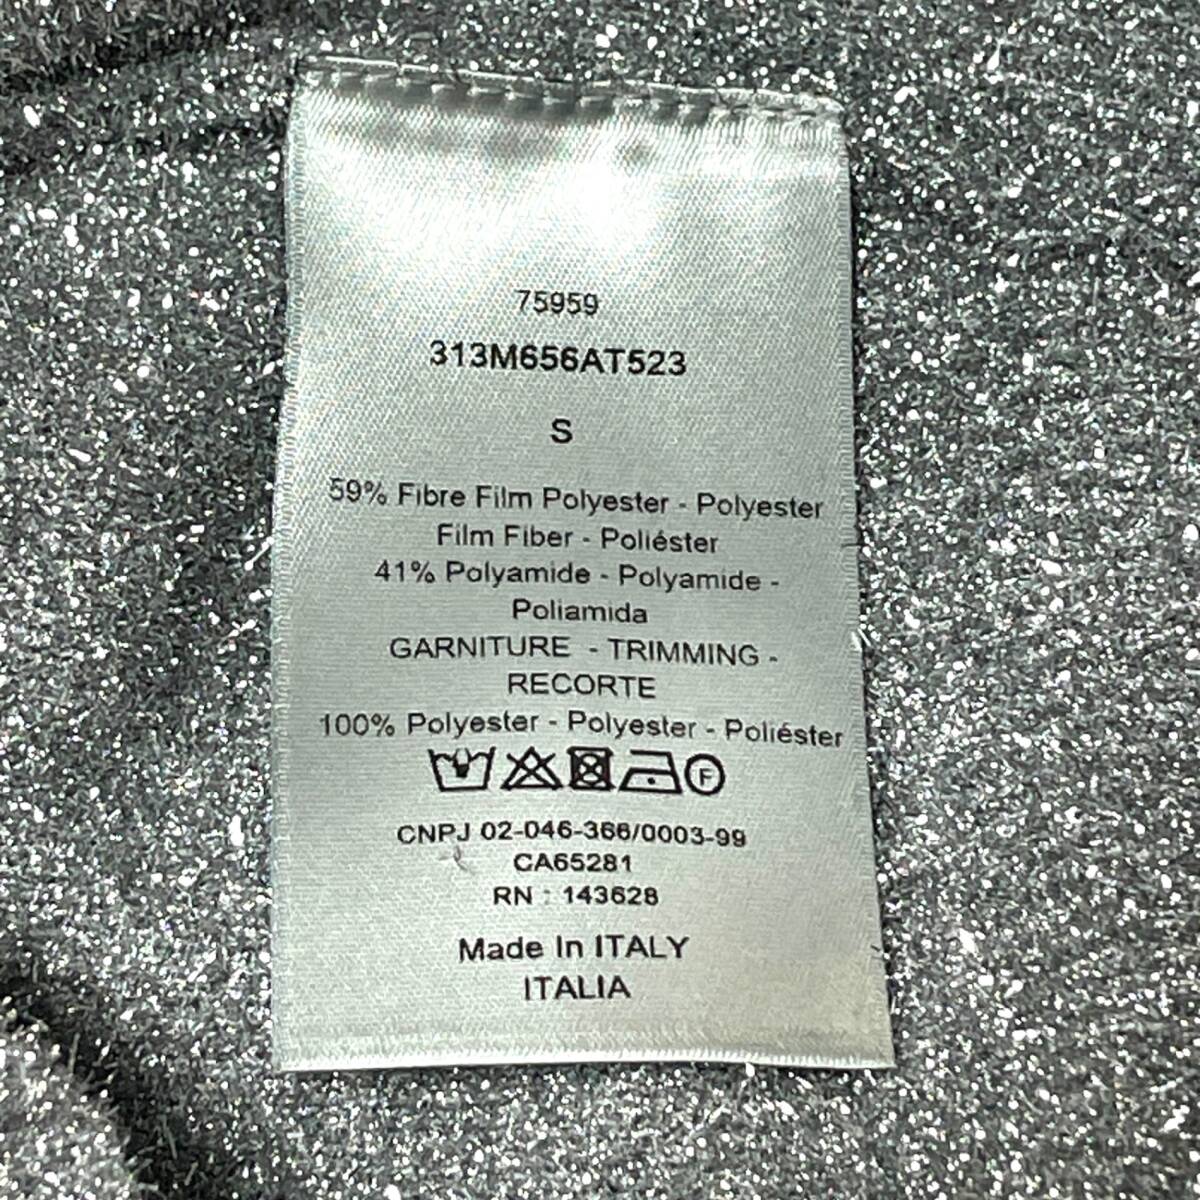 75959
313M656AT523
S
59% Fibre Film Polyester - Polyester
Film Fiber - Poliéster
41% Polyamide - Polyamide -
Poliamida
GARNITURE - TRIMMING -
RECORTE
100% Polyester - Polyester - Poliéster
F
CNPJ 02-046-366/0003-99
CA65281
RN : 143628
Made In ITALY
ITALIA